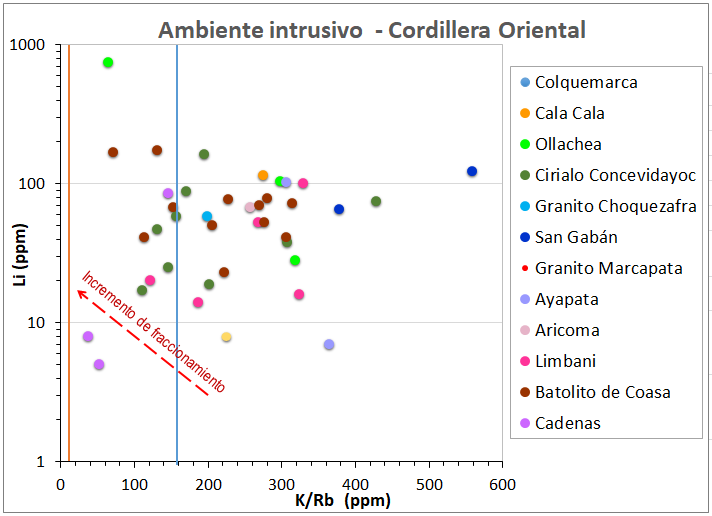 Ambiente intrusivo - Cordillera Oriental
1000
100
10
1
Li (ppm)
0 100 200 300 400 500 600
K/Rb (ppm)
Incremento de fraccionamiento
Colquemarca
Cala Cala
Ollachea
Cirialo Concevidayoc
Granito Choquezafra
San Gabán
Granito Marcapata
Ayapata
Aricoma
Limbani
Batolito de Coasa
Cadenas